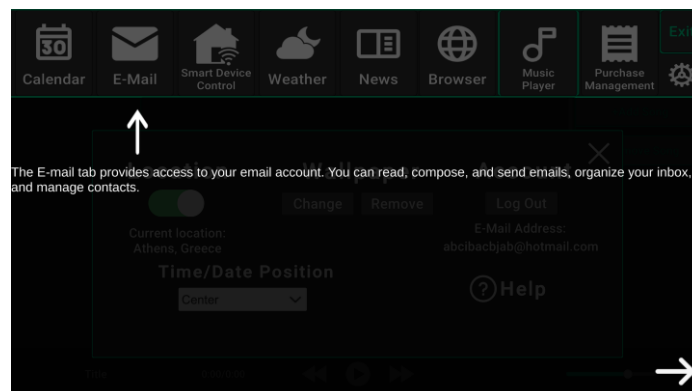 30
Calendar
E-Mail
Smart Device
Control
Weather
News
Browser
Music
Player
Purchase
Management
Exit
The E-mail tab provides access to your email account. You can read, compose, and send emails, organize your inbox,
and manage contacts.
Location
Wallpaper
Account
Change
Remove
Log Out
Current location:
Athens, Greece
E-Mail Address:
abcibacbjab@hotmail.com
Time/Date Position
Center
?
Help
Title